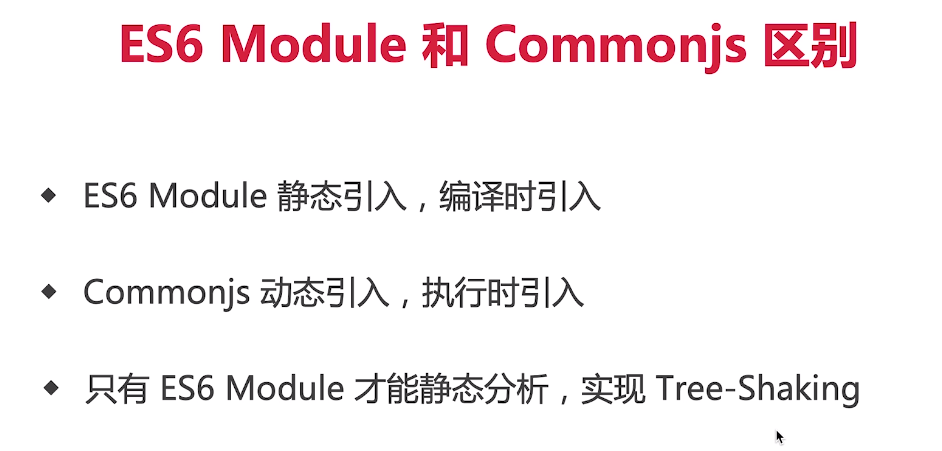 ES6 Module 和 Commonjs 区别
◆ ES6 Module 静态引入，编译时引入
◆ Commonjs 动态引入，执行时引入
◆ 只有 ES6 Module 才能静态分析，实现 Tree-Shaking